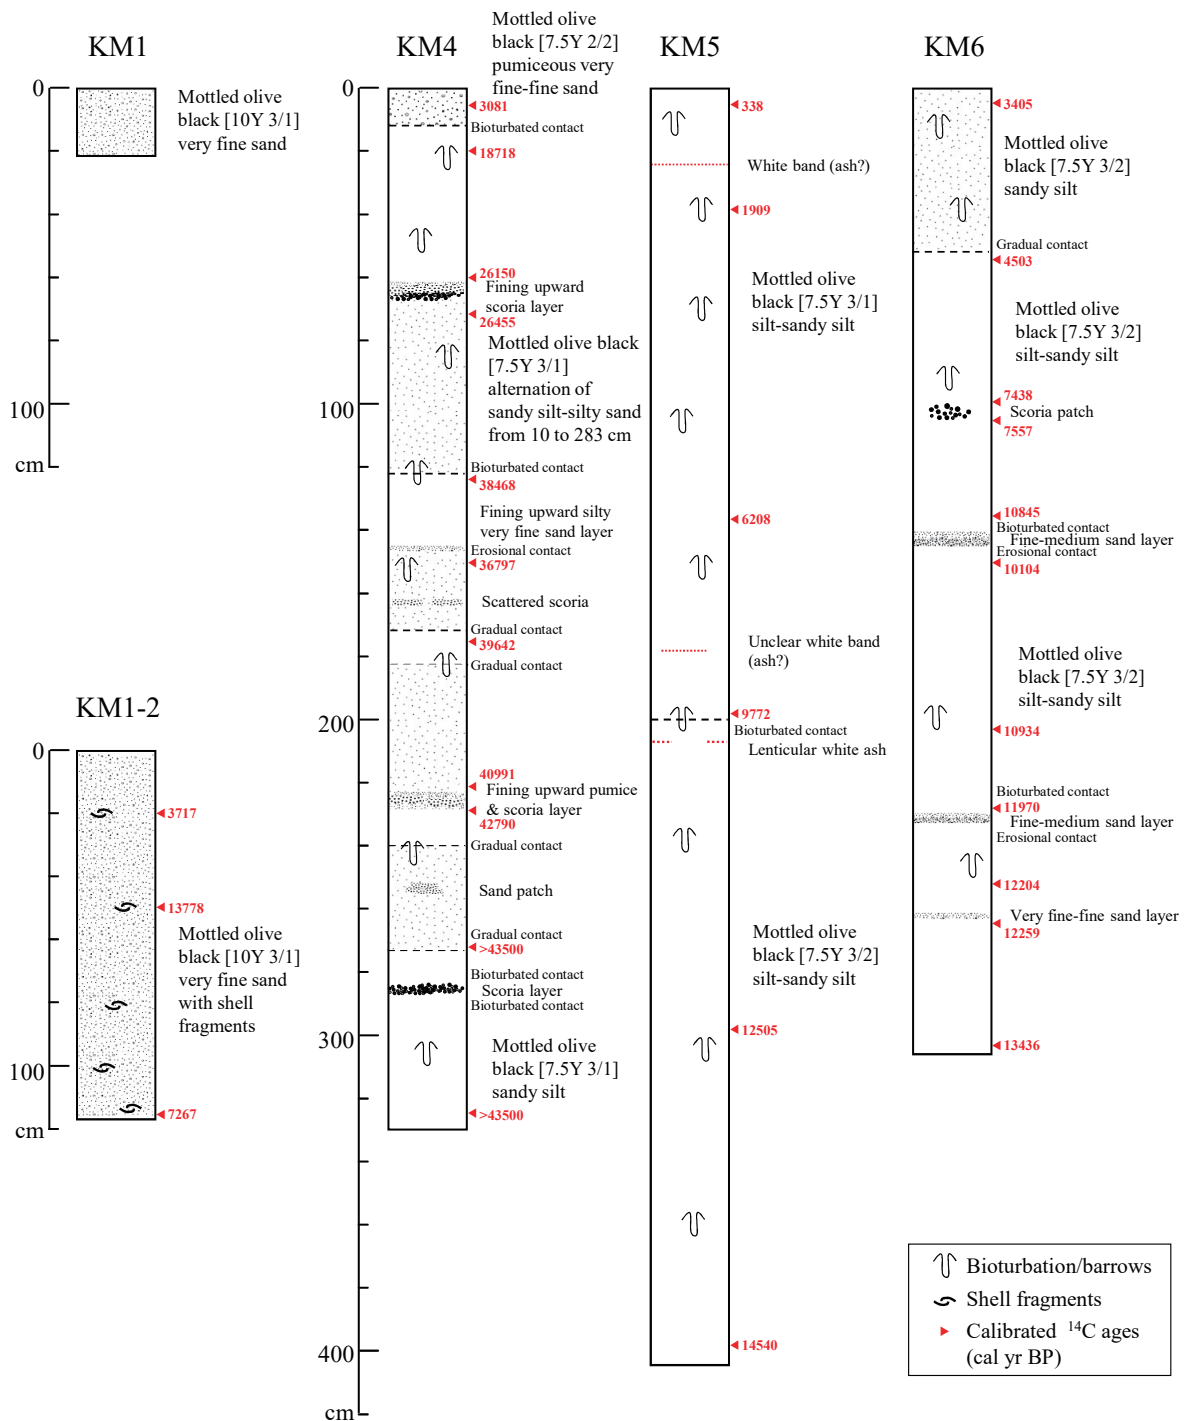 KM1
0
100
cm
Mottled olive
black [10Y 3/1]
very fine sand
KM1-2
0
100
cm
3717
13778
Mottled olive
black [10Y 3/1]
very fine sand
with shell
fragments
7267
KM4
Mottled olive
black [7.5Y 2/2]
pumiceous very
fine-fine sand
0
100
200
300
400
cm
3081
Bioturbated contact
18718
26150
Fining upward
scoria layer
26455
Mottled olive black
[7.5Y 3/1]
alternation of
sandy silt-silty sand
from 10 to 283 cm
Bioturbated contact
38468
Fining upward silty
very fine sand layer
Erosional contact
36797
Scattered scoria
Gradual contact
39642
Gradual contact
40991
Fining upward pumice
& scoria layer
42790
Gradual contact
Sand patch
Gradual contact
>43500
Bioturbated contact
Scoria layer
Bioturbated contact
Mottled olive
black [7.5Y 3/1]
sandy silt
>43500
KM5
338
White band (ash?)
1909
Mottled olive
black [7.5Y 3/1]
silt-sandy silt
6208
Unclear white band
(ash?)
9772
Bioturbated contact
Lenticular white ash
Mottled olive
black [7.5Y 3/2]
silt-sandy silt
12505
14540
KM6
3405
Mottled olive
black [7.5Y 3/2]
sandy silt
Gradual contact
4503
Mottled olive
black [7.5Y 3/2]
silt-sandy silt
7438
Scoria patch
7557
10845
Bioturbated contact
Fine-medium sand layer
Erosional contact
10104
Mottled olive
black [7.5Y 3/2]
silt-sandy silt
10934
Bioturbated contact
11970
Fine-medium sand layer
Erosional contact
12204
Very fine-fine sand layer
12259
13436
Bioturbation/barrows
Shell fragments
Calibrated ¹⁴C ages
(cal yr BP)